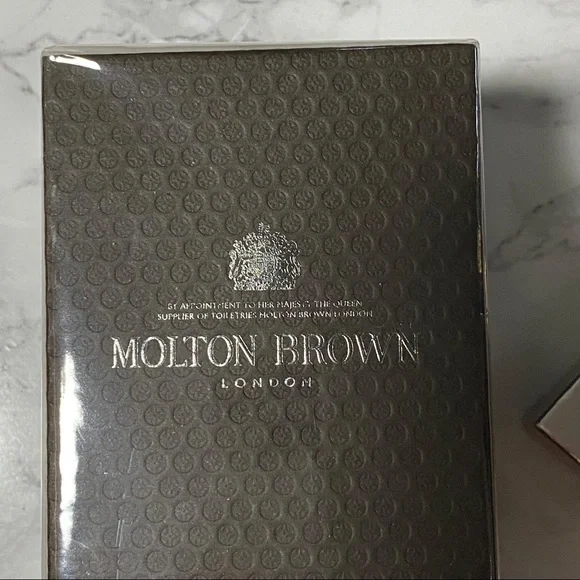 BY APPOINTMENT TO HER MAJESTY THE QUEEN
SUPPLIER OF TOILETRIES MOLTON BROWN LONDON
MOLTON BROWN
LONDON